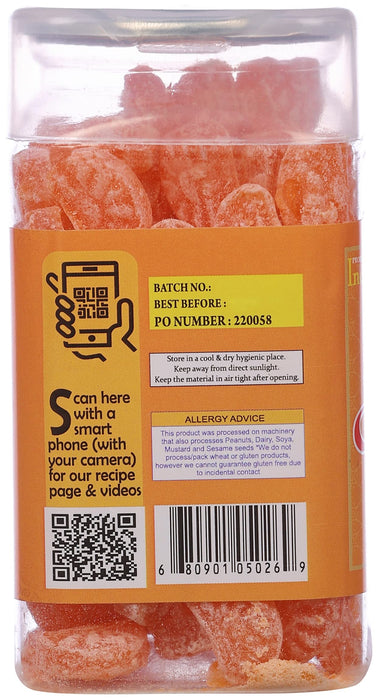 BATCH NO.:
BEST BEFORE :
PO NUMBER : 220058
Store in a cool & dry hygienic place.
Keep away from direct sunlight.
Keep the material in air tight after opening.
Scan here
with a
smart
phone (with
your camera)
for our recipe
page & videos
ALLERGY ADVICE
This product was processed on machinery
that also processes Peanuts, Dairy, Soya,
Mustard and Sesame seeds *We do not
process/pack wheat or gluten products,
however we cannot guarantee gluten free due
to incidental contact
6 80901 05026 9